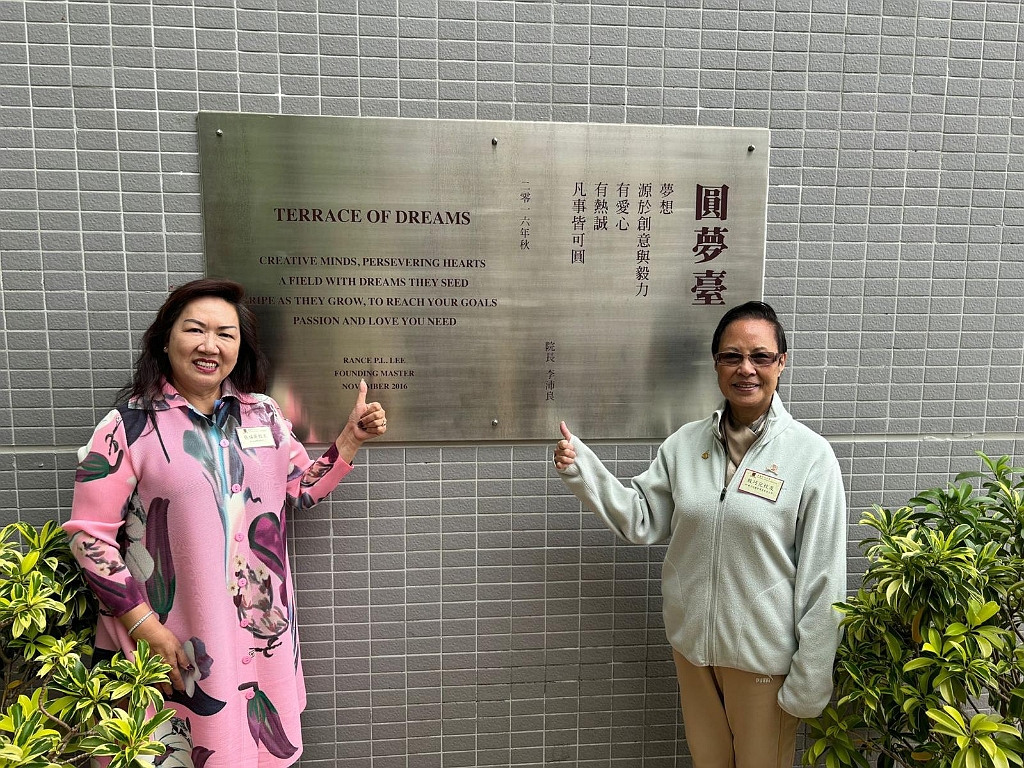 TERRACE OF DREAMS
CREATIVE MINDS, PERSEVERING HEARTS
A FIELD WITH DREAMS THEY SEED
RIPE AS THEY GROW, TO REACH YOUR GOALS
PASSION AND LOVE YOU NEED
RANCE P.L. LEE
FOUNDING MASTER
NOVEMBER 2016
圓夢臺
夢想
源於創意與毅力
有愛心
有熱誠
凡事皆可圓
院長 李沛良
二零一六年秋